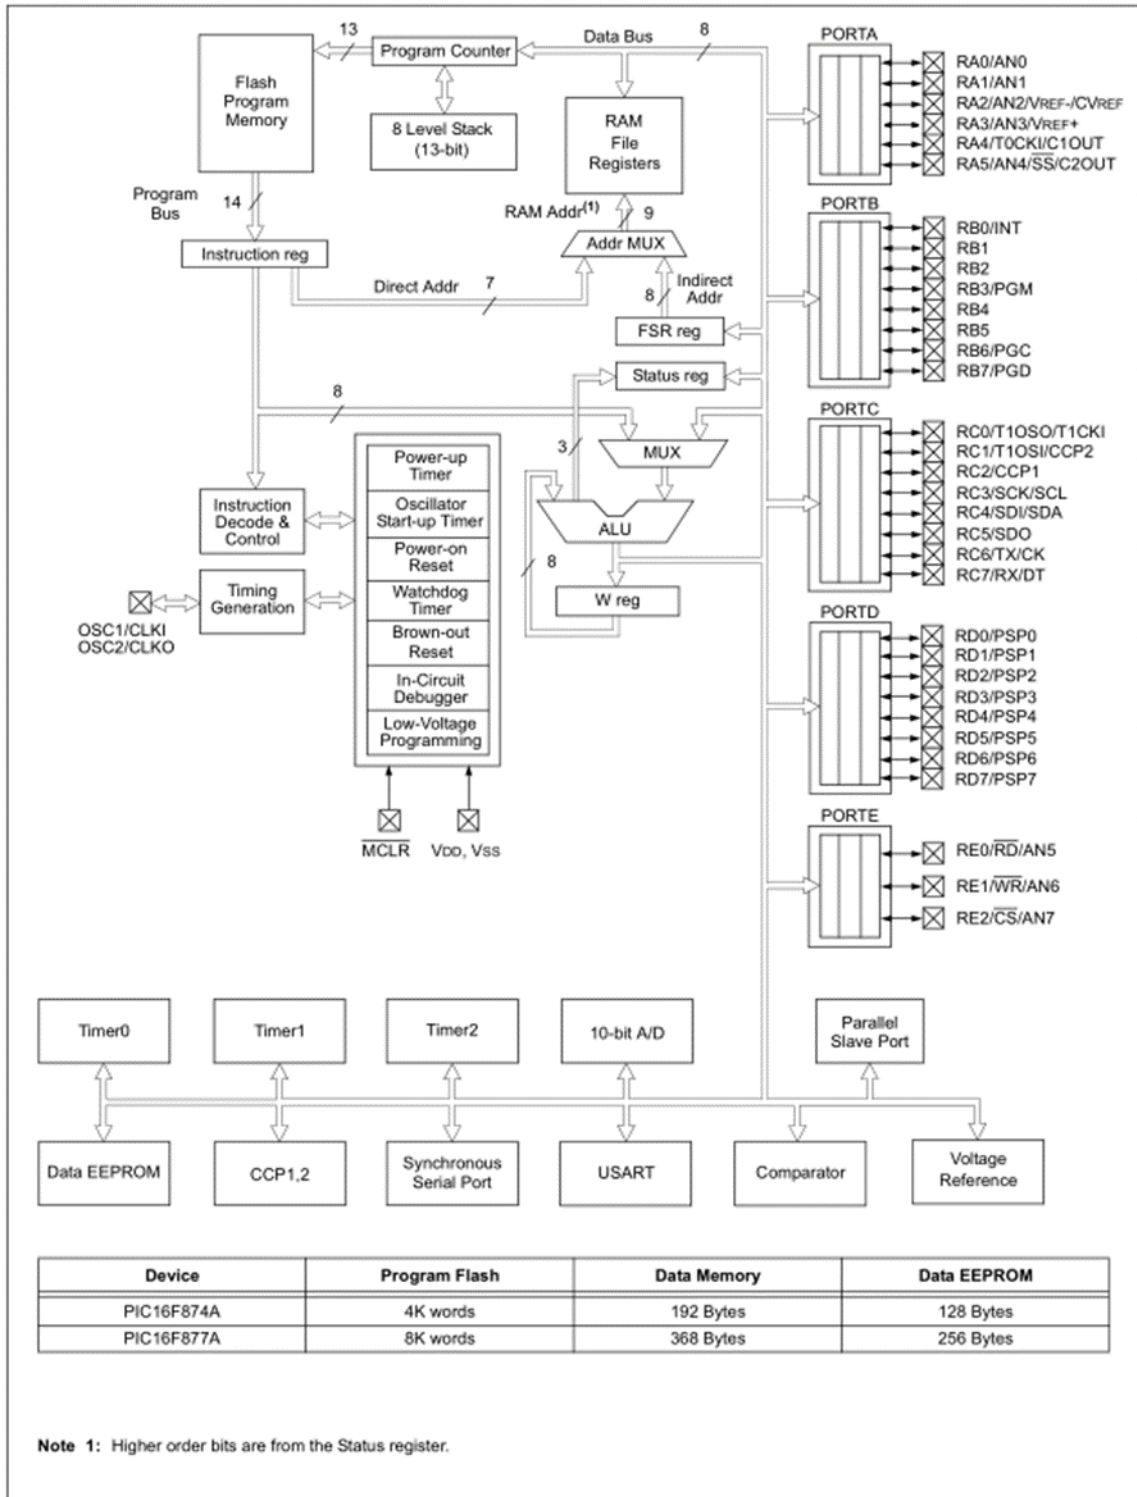 13
Program Counter
Data Bus
8
PORTA
Flash
Program
Memory
8 Level Stack
(13-bit)
RAM
File
Registers
RA0/AN0
RA1/AN1
RA2/AN2/VREF-/CVREF
RA3/AN3/VREF+
RA4/T0CKI/C1OUT
RA5/AN4/SS/C2OUT
Program
Bus
14
RAM Addr(1)
9
PORTB
Instruction reg
Addr MUX
Direct Addr
7
8
Indirect
Addr
FSR reg
Status reg
RB0/INT
RB1
RB2
RB3/PGM
RB4
RB5
RB6/PGC
RB7/PGD
8
3
MUX
PORTC
Power-up
Timer
Oscillator
Start-up Timer
Power-on
Reset
Watchdog
Timer
Brown-out
Reset
In-Circuit
Debugger
Low-Voltage
Programming
Instruction
Decode &
Control
Timing
Generation
OSC1/CLKI
OSC2/CLKO
ALU
8
W reg
RC0/T1OSO/T1CKI
RC1/T1OSI/CCP2
RC2/CCP1
RC3/SCK/SCL
RC4/SDI/SDA
RC5/SDO
RC6/TX/CK
RC7/RX/DT
PORTD
RD0/PSP0
RD1/PSP1
RD2/PSP2
RD3/PSP3
RD4/PSP4
RD5/PSP5
RD6/PSP6
RD7/PSP7
MCLR
VDD, VSS
PORTE
RE0/RD/AN5
RE1/WR/AN6
RE2/CS/AN7
Timer0
Timer1
Timer2
10-bit A/D
Parallel
Slave Port
Data EEPROM
CCP1,2
Synchronous
Serial Port
USART
Comparator
Voltage
Reference
Device Program Flash Data Memory Data EEPROM
PIC16F874A 4K words 192 Bytes 128 Bytes
PIC16F877A 8K words 368 Bytes 256 Bytes
Note 1: Higher order bits are from the Status register.